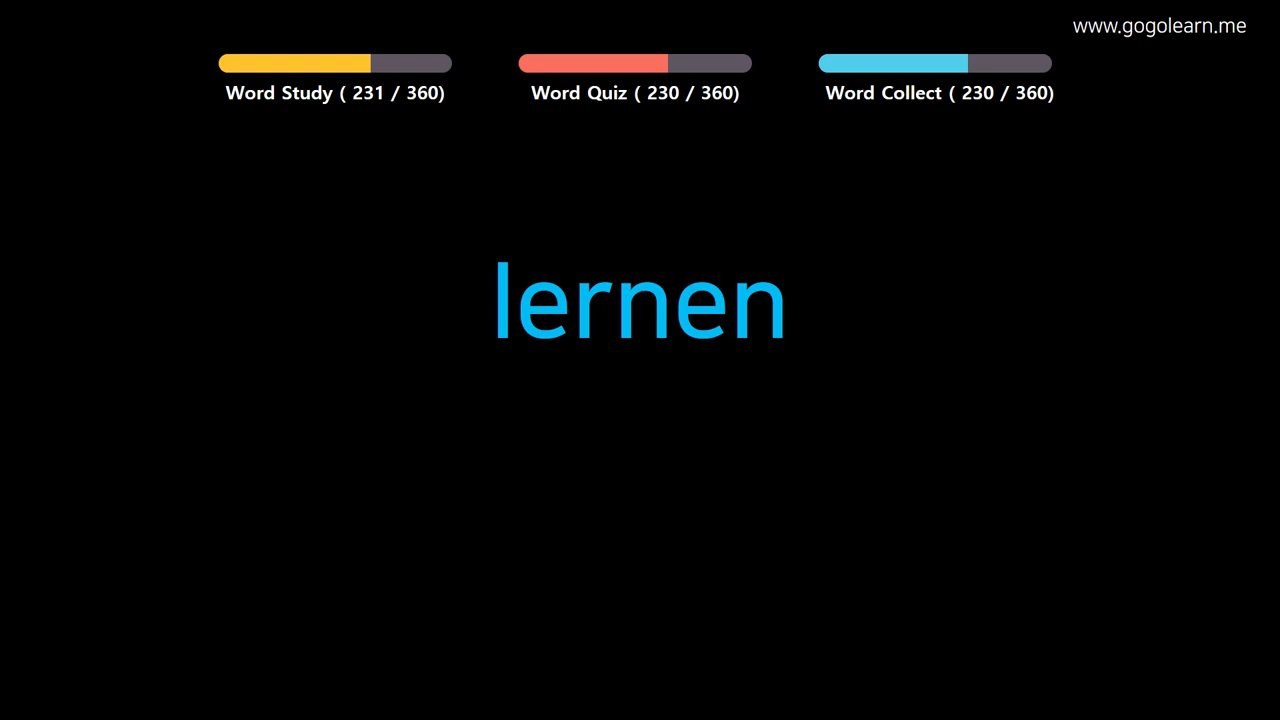 www.gogolearn.me
Word Study ( 231 / 360)
Word Quiz ( 230 / 360)
Word Collect ( 230 / 360)
lernen